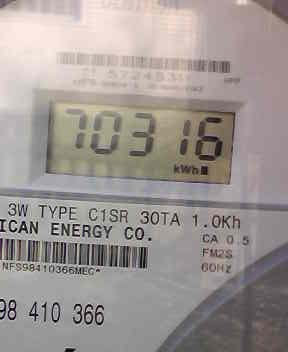 70316
kWh
3W TYPE C1SR 30TA 1.0Kh
ICAN ENERGY CO.
CA 0.5
FM2S
60HZ
NFS98410366MEC*
98 410 366